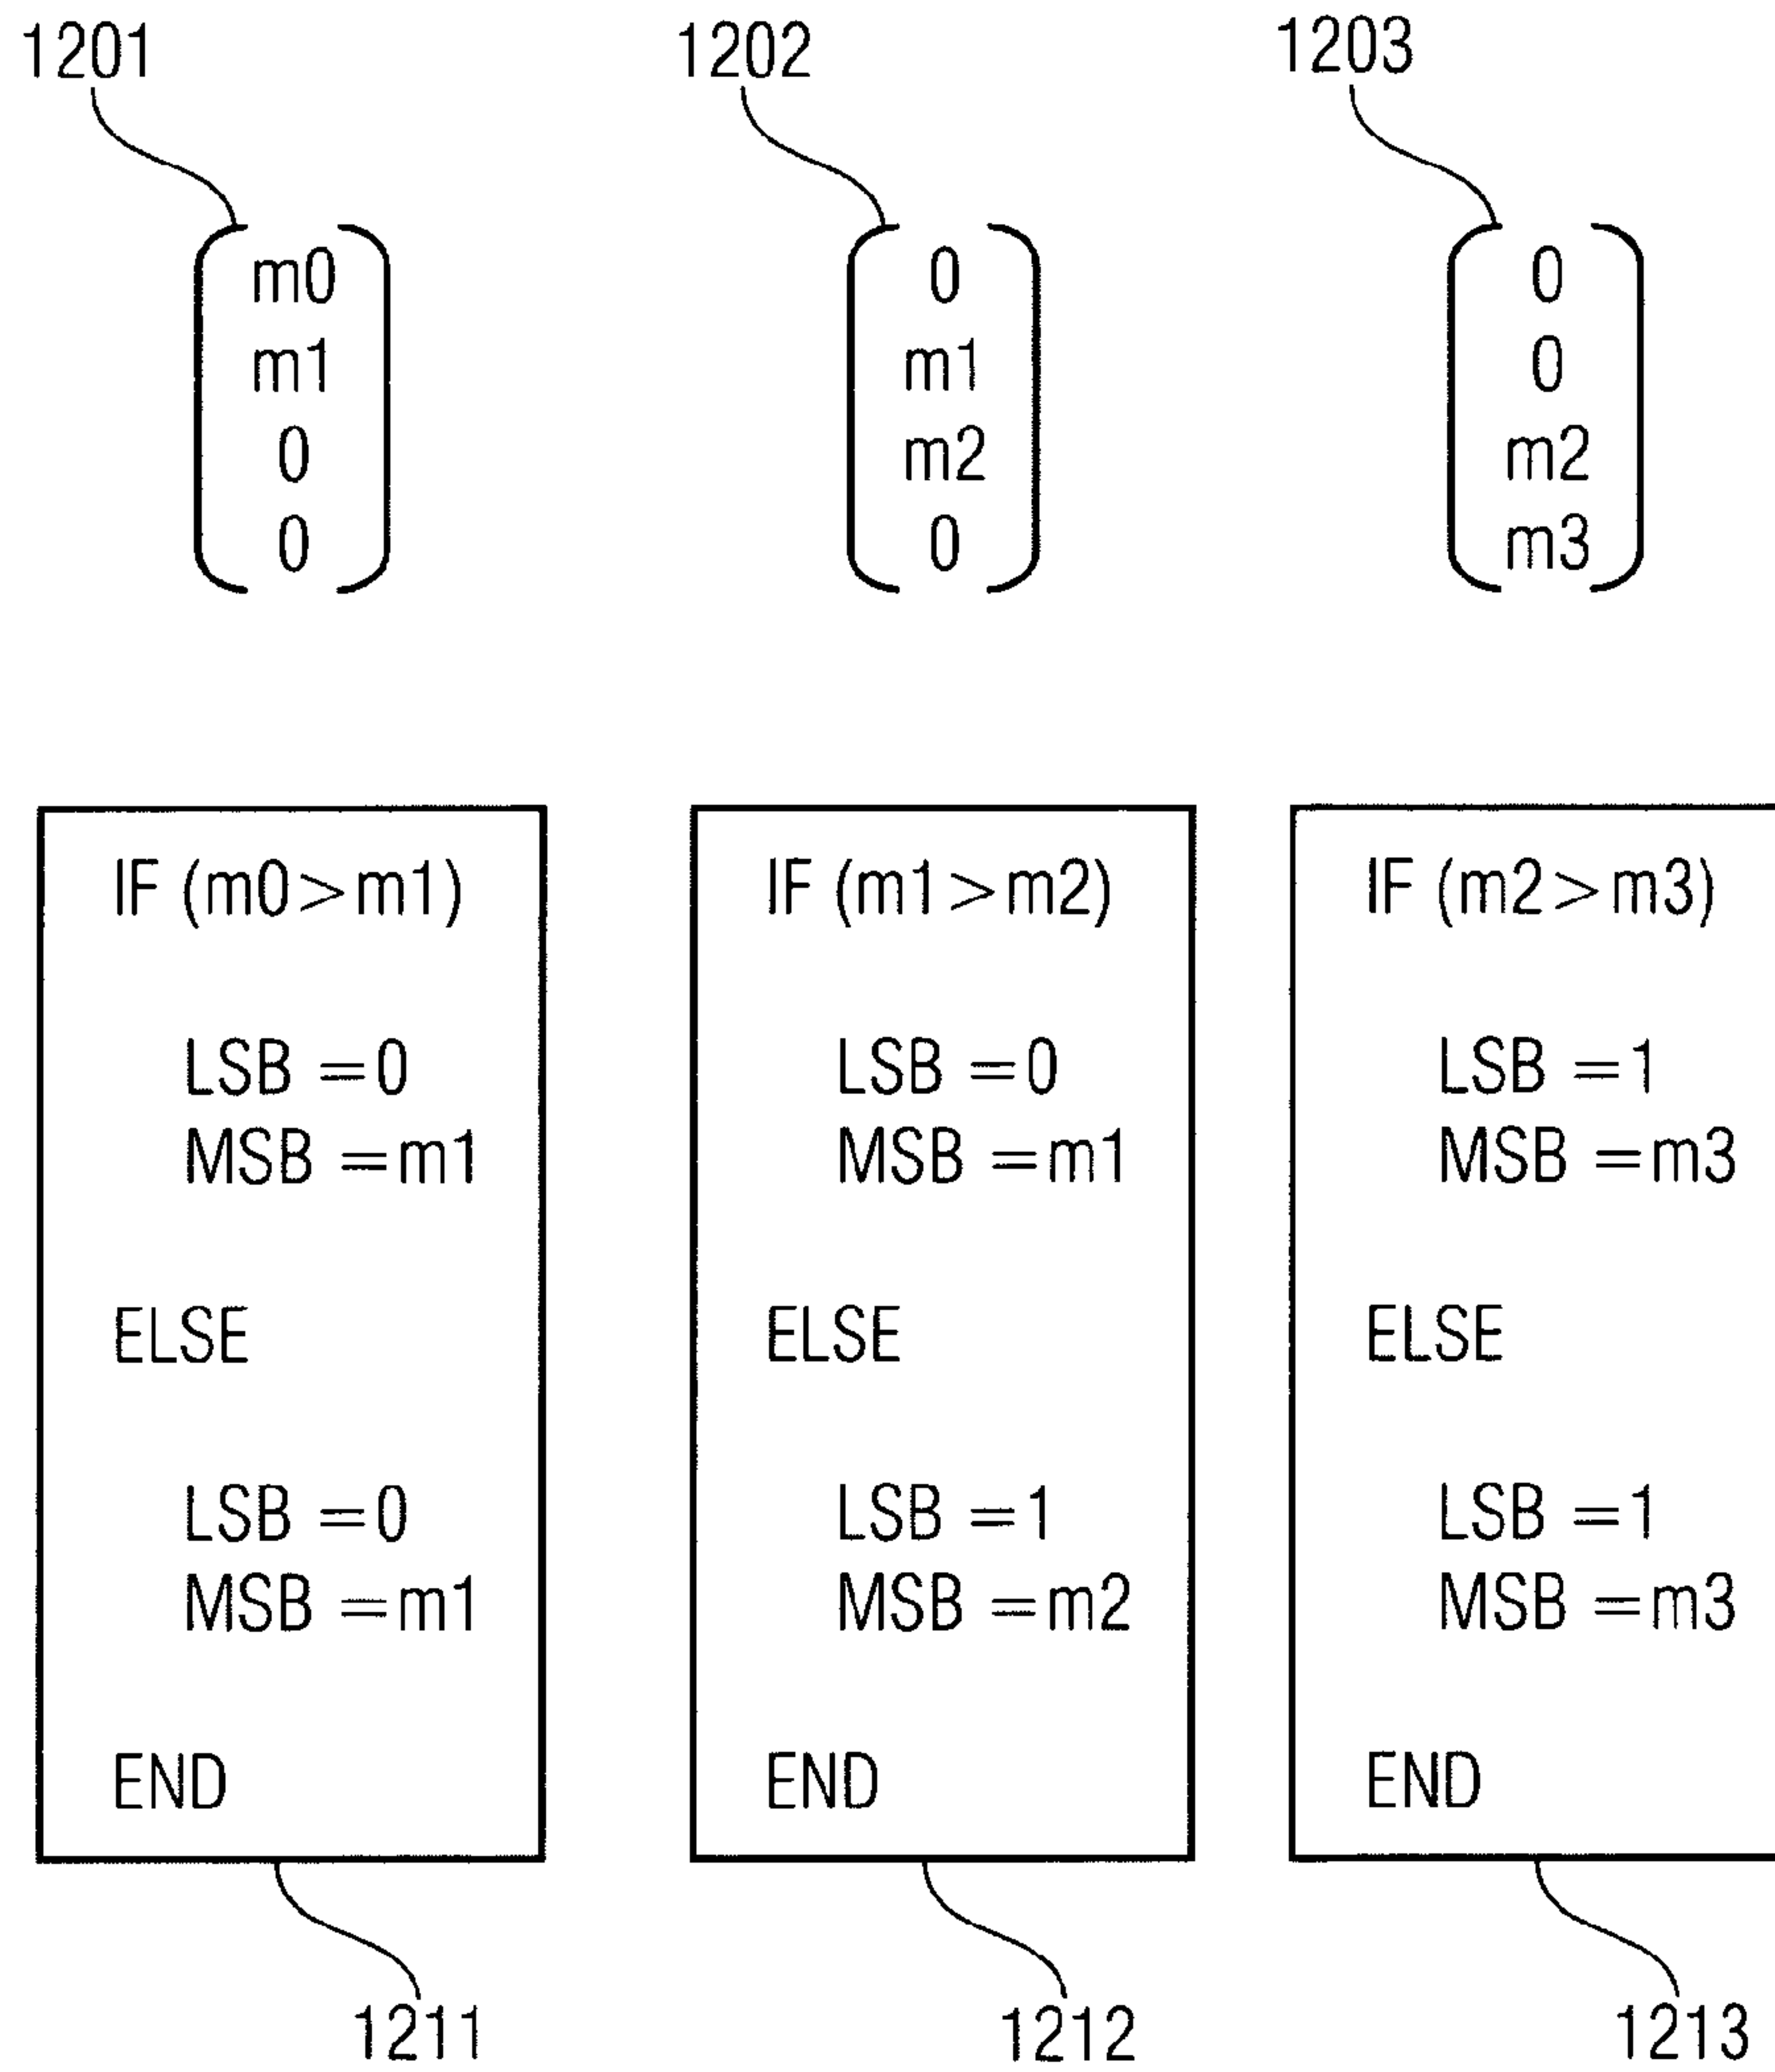 1201
1202
1203
m0
m1
0
0
0
m1
m2
0
0
0
m2
m3
IF (m0>m1)
LSB =0
MSB =m1
ELSE
LSB =0
MSB =m1
END
IF (m1>m2)
LSB =0
MSB =m1
ELSE
LSB =1
MSB =m2
END
IF (m2>m3)
LSB =1
MSB =m3
ELSE
LSB =1
MSB =m3
END
1211
1212
1213